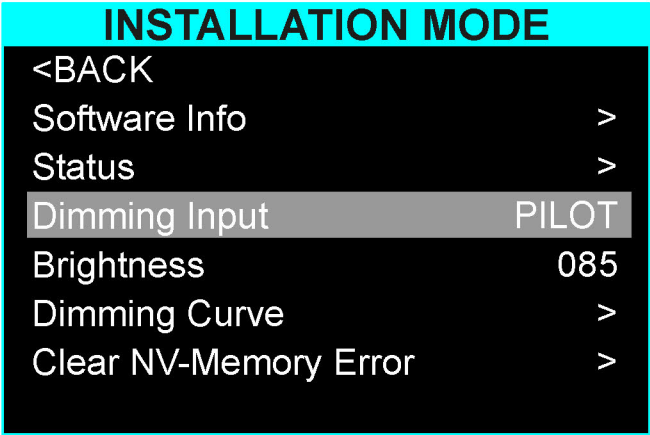 INSTALLATION MODE
<BACK
Software Info >
Status >
Dimming Input PILOT
Brightness 085
Dimming Curve >
Clear NV-Memory Error >